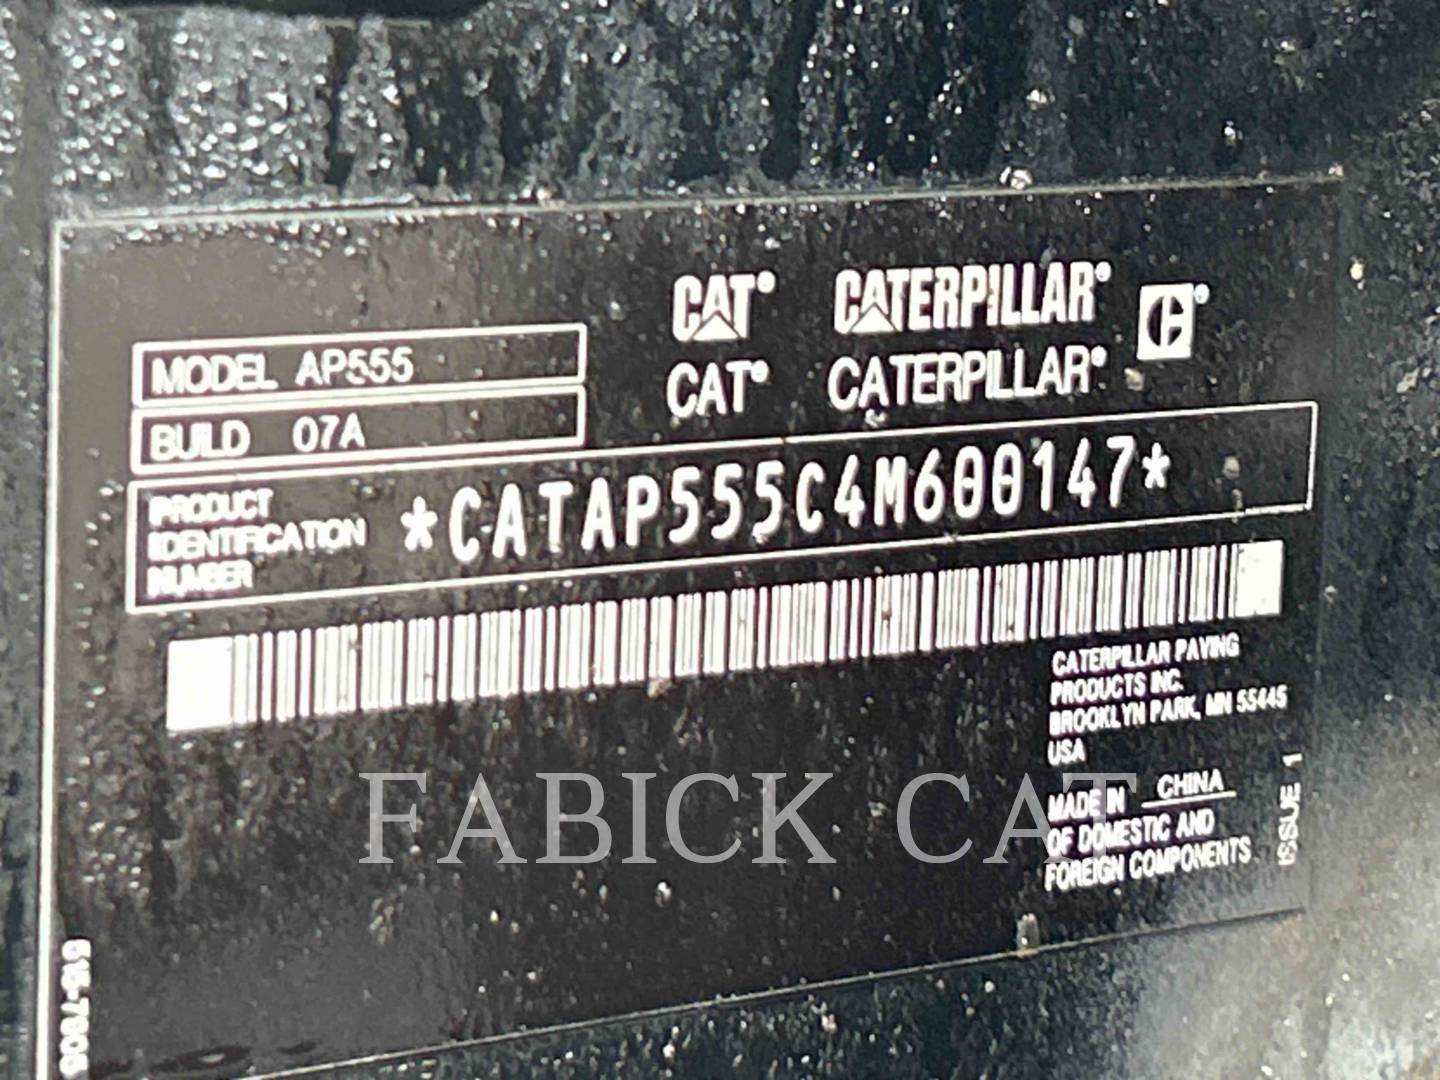 CAT® CATERPILLAR® C®
CAT® CATERPILLAR®
MODEL AP555
BUILD 07A
PRODUCT
IDENTIFICATION
NUMBER
*CATAP555C4M600147*
CATERPILLAR PAVING
PRODUCTS INC.
BROOKLYN PARK, MN 55445
USA
MADE IN CHINA
OF DOMESTIC AND
FOREIGN COMPONENTS
ISSUE 1
FABICK CAT